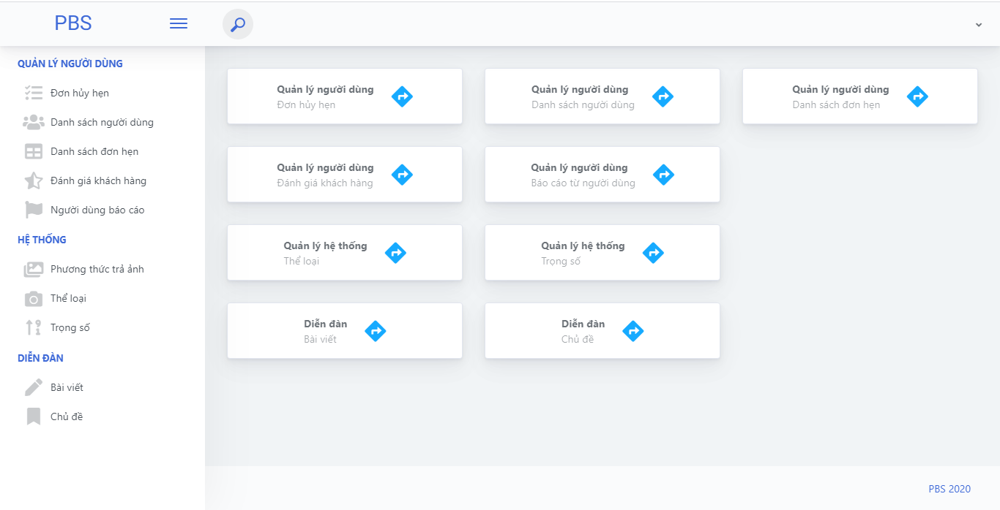 PBS
QUẢN LÝ NGƯỜI DÙNG
Đơn hủy hẹn
Danh sách người dùng
Danh sách đơn hẹn
Đánh giá khách hàng
Người dùng báo cáo
HỆ THỐNG
Phương thức trả ảnh
Thể loại
Trọng số
DIỄN ĐÀN
Bài viết
Chủ đề
Quản lý người dùng
Đơn hủy hẹn
Quản lý người dùng
Danh sách người dùng
Quản lý người dùng
Danh sách đơn hẹn
Quản lý người dùng
Đánh giá khách hàng
Quản lý người dùng
Báo cáo từ người dùng
Quản lý hệ thống
Thể loại
Quản lý hệ thống
Trọng số
Diễn đàn
Bài viết
Diễn đàn
Chủ đề
PBS 2020